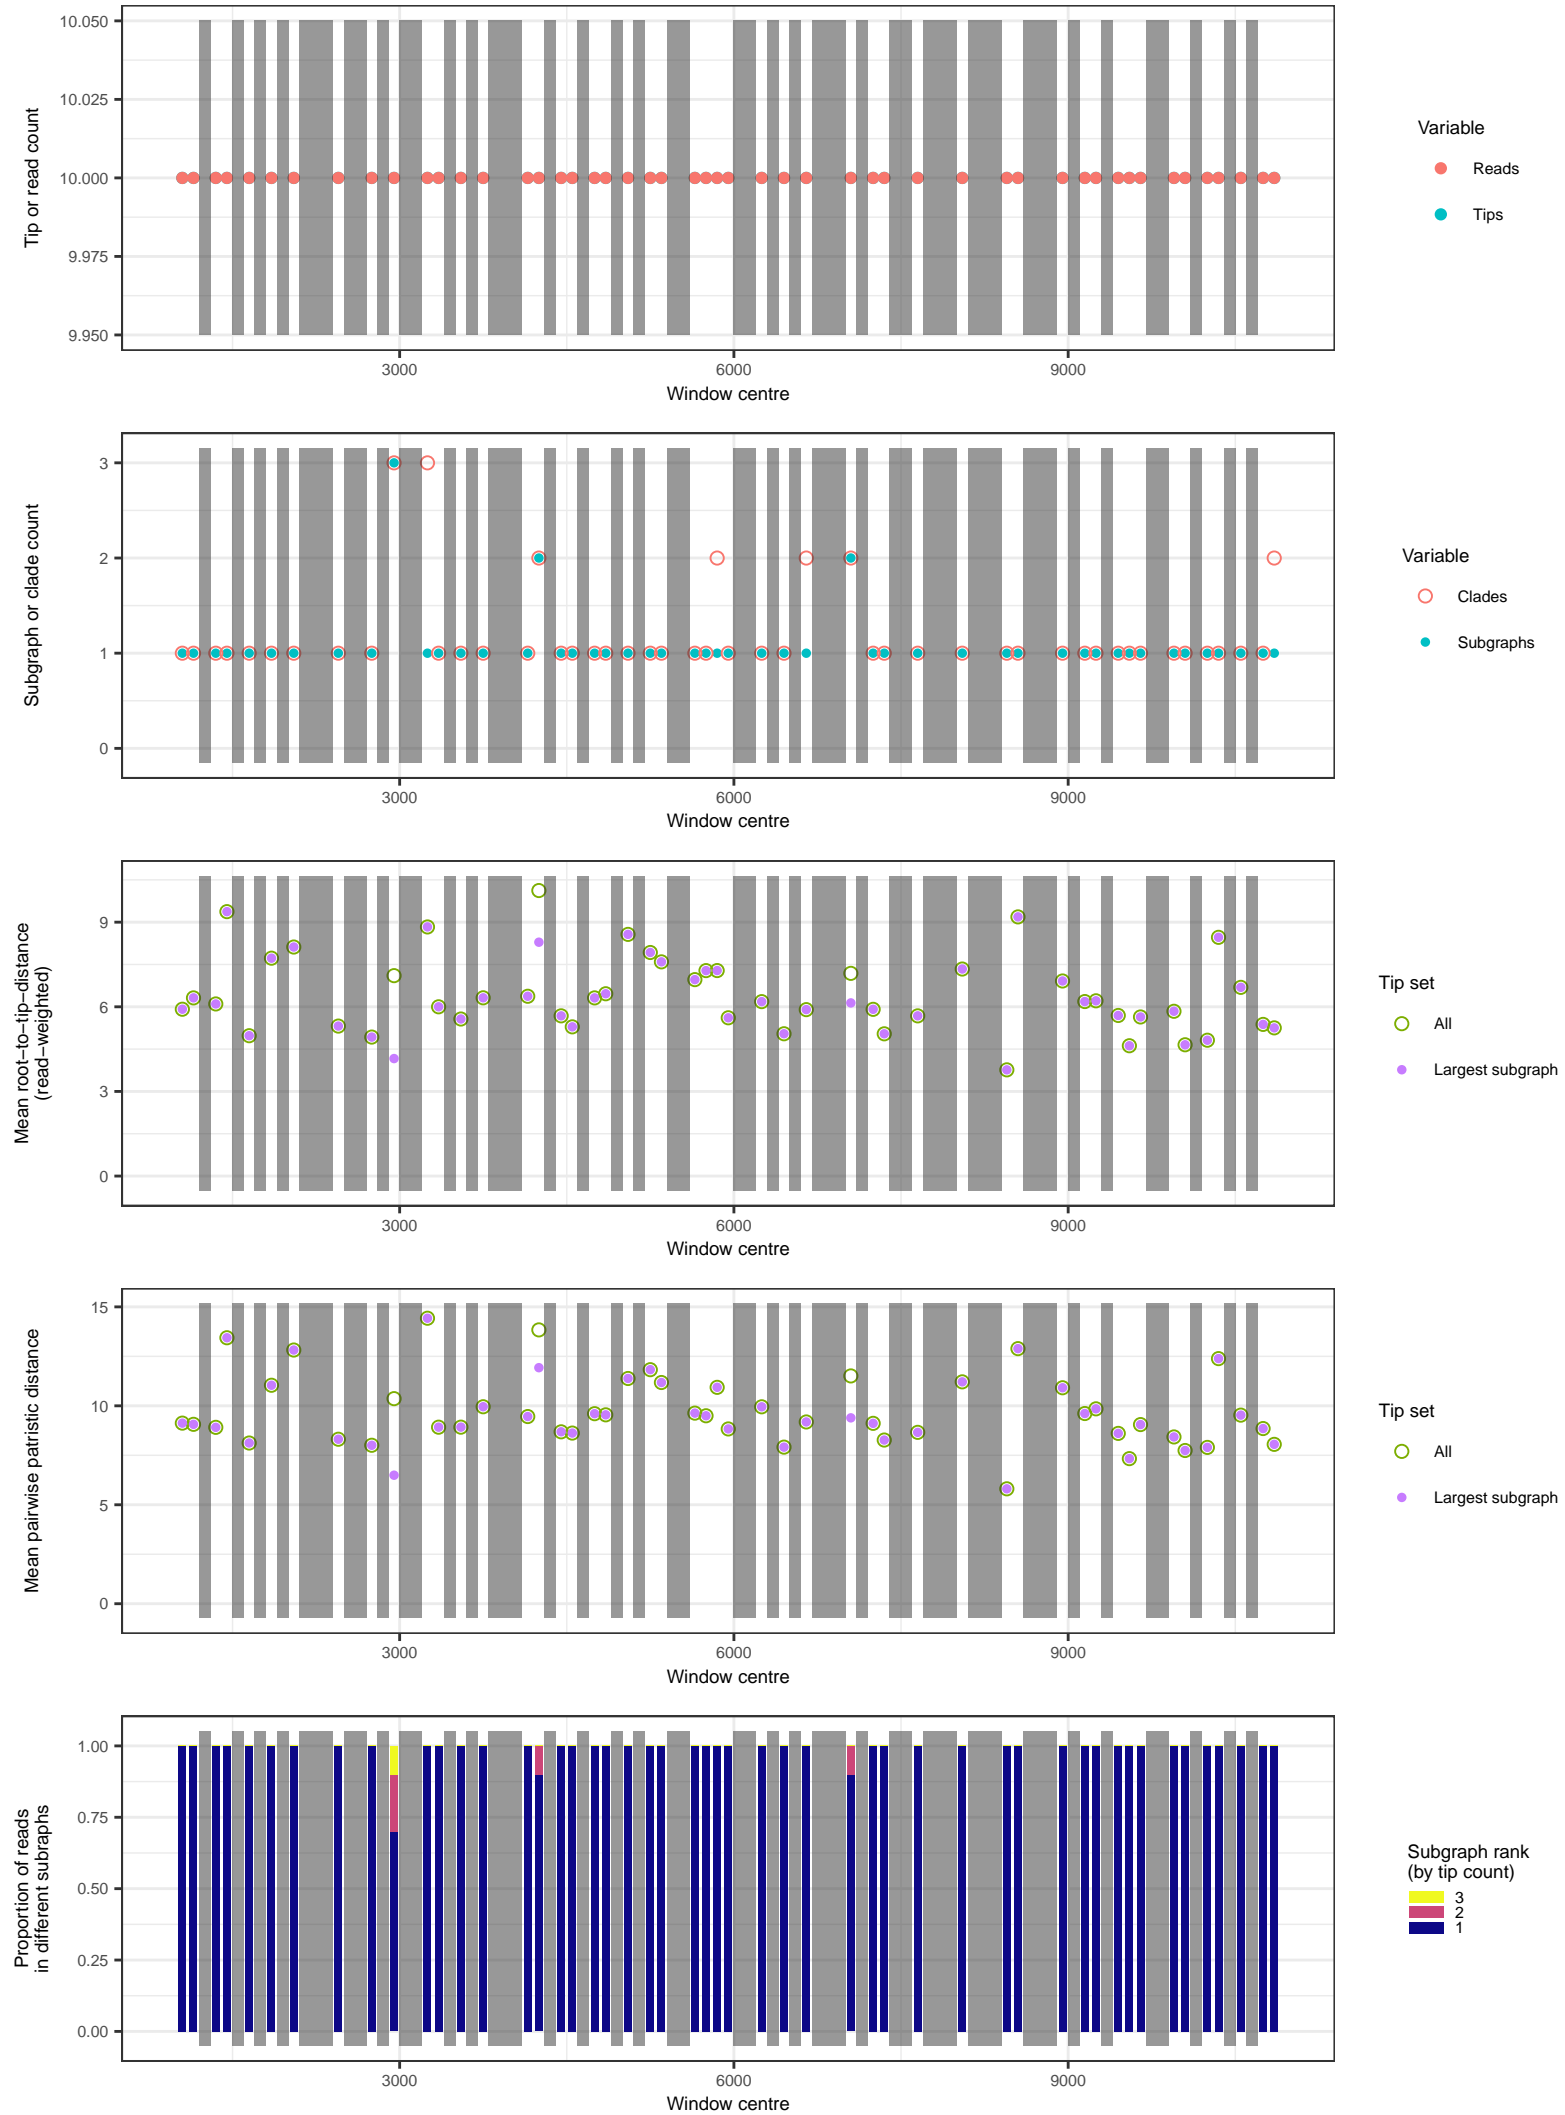 10.050
10.025
10.000
9.975
9.950
Tip or read count
3000
6000
9000
Window centre
Variable
Reads
Tips
3
2
1
0
Subgraph or clade count
3000
6000
9000
Window centre
Variable
Clades
Subgraphs
9
6
3
0
Mean root−to−tip−distance
(read−weighted)
3000
6000
9000
Window centre
Tip set
All
Largest subgraph
15
10
5
0
Mean pairwise patristic distance
3000
6000
9000
Window centre
Tip set
All
Largest subgraph
1.00
0.75
0.50
0.25
0.00
Proportion of reads
in different subraphs
3000
6000
9000
Window centre
Subgraph rank
(by tip count)
3
2
1